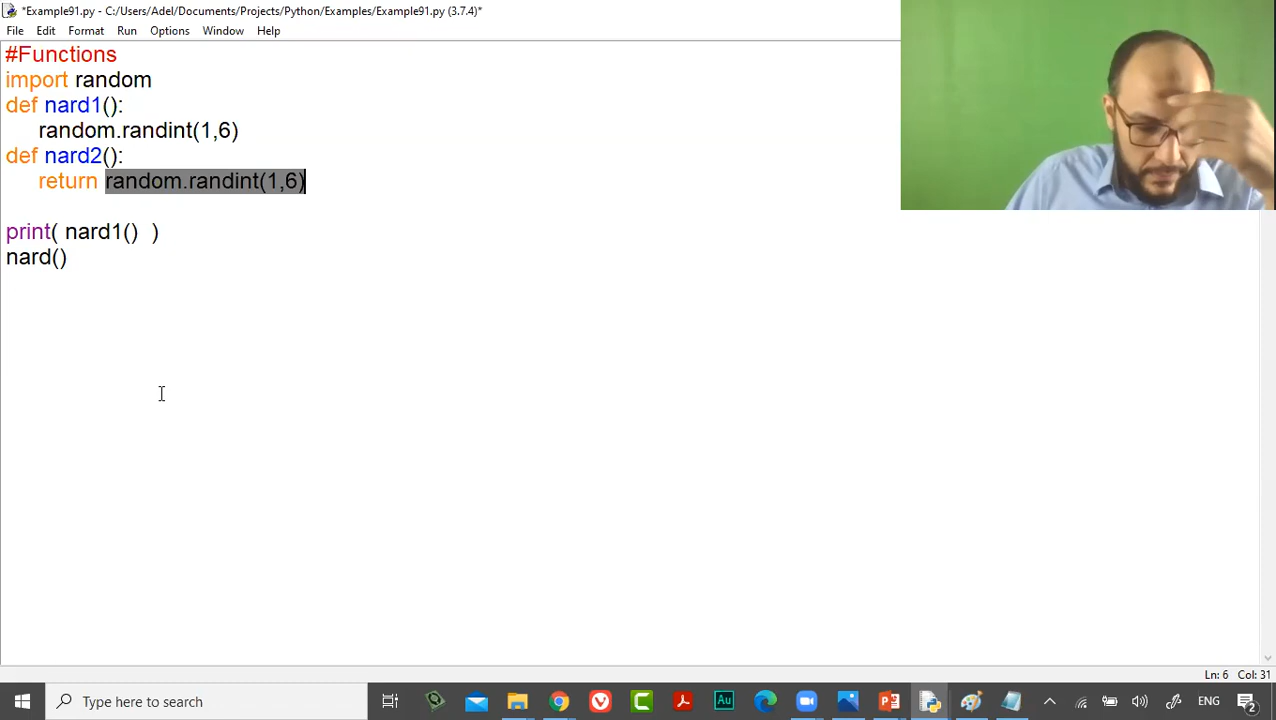 *Example91.py - C:/Users/Adel/Documents/Projects/Python/Examples/Example91.py (3.7.4)*
File Edit Format Run Options Window Help
#Functions
import random
def nard1():
random.randint(1,6)
def nard2():
return random.randint(1,6)
print( nard1()  )
nard()
Ln: 6 Col: 31
Type here to search
Au
ENG
2